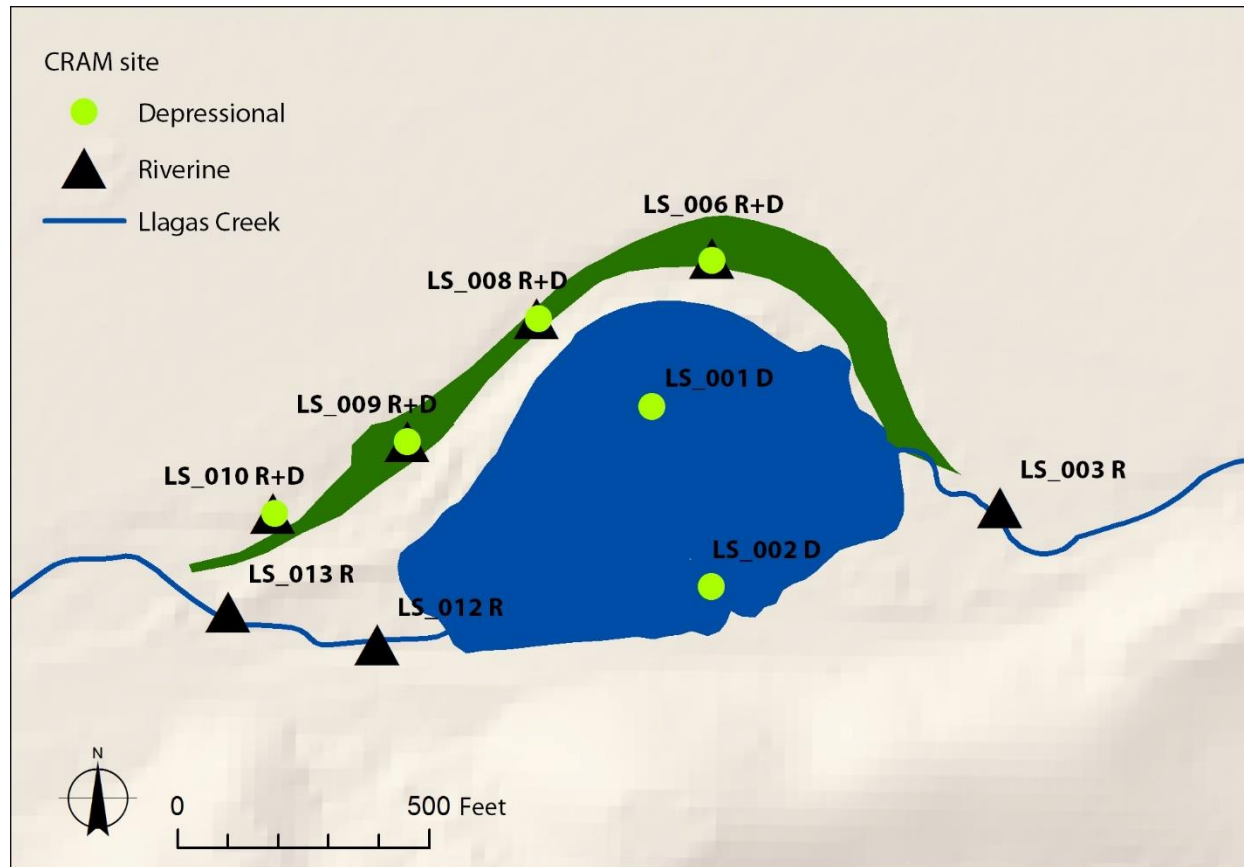 CRAM site
Depressional
Riverine
Llagas Creek
LS_006 R+D
LS_008 R+D
LS_001 D
LS_009 R+D
LS_010 R+D
LS_003 R
LS_002 D
LS_013 R
LS_012 R
N
0 500 Feet